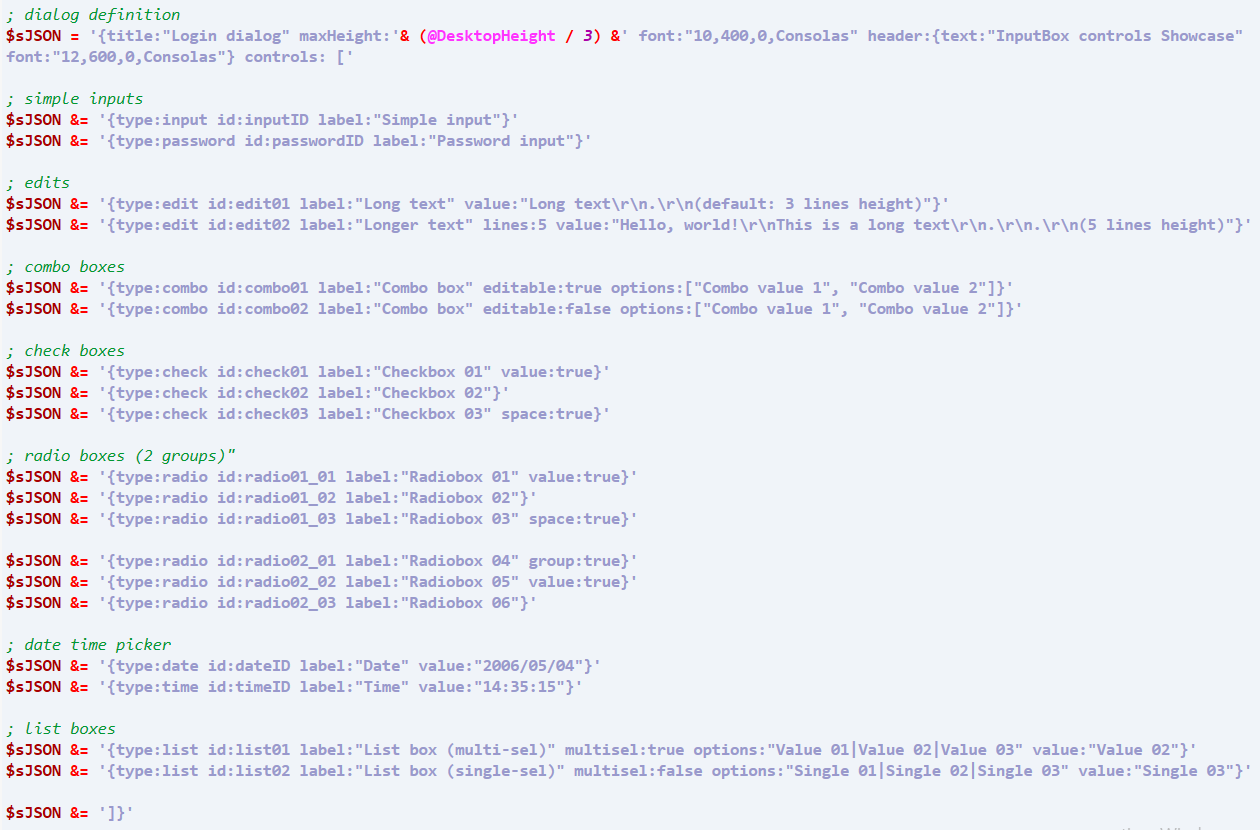 ; dialog definition
$sJSON = '{title:"Login dialog" maxHeight:'& (@DesktopHeight / 3) &' font:"10,400,0,Consolas" header:{text:"InputBox controls Showcase"
font:"12,600,0,Consolas"} controls: ['
; simple inputs
$sJSON &= '{type:input id:inputID label:"Simple input"}'
$sJSON &= '{type:password id:passwordID label:"Password input"}'
; edits
$sJSON &= '{type:edit id:edit01 label:"Long text" value:"Long text\r\n.\r\n(default: 3 lines height)"}'
$sJSON &= '{type:edit id:edit02 label:"Longer text" lines:5 value:"Hello, world!\r\nThis is a long text\r\n.\r\n.\r\n(5 lines height)"}'
; combo boxes
$sJSON &= '{type:combo id:combo01 label:"Combo box" editable:true options:["Combo value 1", "Combo value 2"]}'
$sJSON &= '{type:combo id:combo02 label:"Combo box" editable:false options:["Combo value 1", "Combo value 2"]}'
; check boxes
$sJSON &= '{type:check id:check01 label:"Checkbox 01" value:true}'
$sJSON &= '{type:check id:check02 label:"Checkbox 02"}'
$sJSON &= '{type:check id:check03 label:"Checkbox 03" space:true}'
; radio boxes (2 groups)"
$sJSON &= '{type:radio id:radio01_01 label:"Radiobox 01" value:true}'
$sJSON &= '{type:radio id:radio01_02 label:"Radiobox 02"}'
$sJSON &= '{type:radio id:radio01_03 label:"Radiobox 03" space:true}'
$sJSON &= '{type:radio id:radio02_01 label:"Radiobox 04" group:true}'
$sJSON &= '{type:radio id:radio02_02 label:"Radiobox 05" value:true}'
$sJSON &= '{type:radio id:radio02_03 label:"Radiobox 06"}'
; date time picker
$sJSON &= '{type:date id:dateID label:"Date" value:"2006/05/04"}'
$sJSON &= '{type:time id:timeID label:"Time" value:"14:35:15"}'
; list boxes
$sJSON &= '{type:list id:list01 label:"List box (multi-sel)" multisel:true options:"Value 01|Value 02|Value 03" value:"Value 02"}'
$sJSON &= '{type:list id:list02 label:"List box (single-sel)" multisel:false options:"Single 01|Single 02|Single 03" value:"Single 03"}'
$sJSON &= ']}'